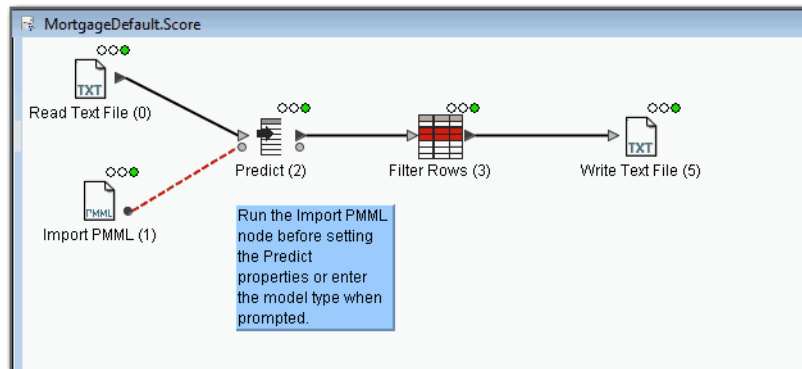 MortgageDefault.Score
TXT
Read Text File (0)
Predict (2)
Filter Rows (3)
TXT
Write Text File (5)
PMML
Import PMML (1)
Run the Import PMML
node before setting
the Predict
properties or enter
the model type when
prompted.